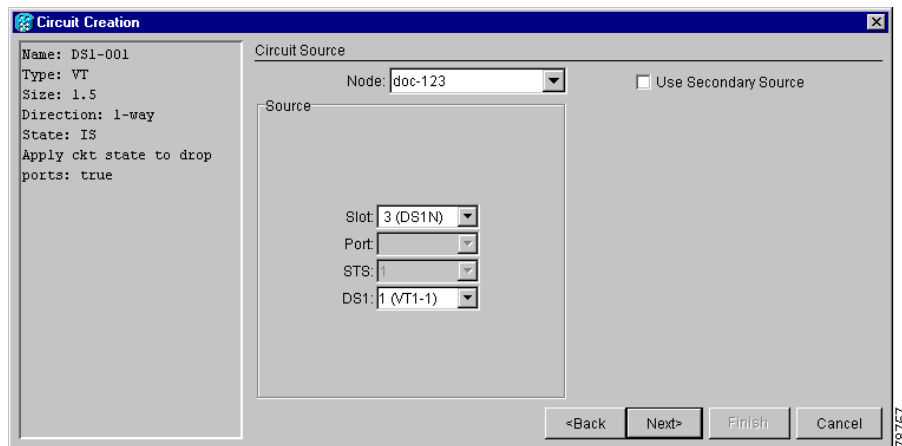 Circuit Creation
Name: DS1-001
Type: VT
Size: 1.5
Direction: 1-way
State: IS
Apply ckt state to drop
ports: true
Circuit Source
Node: doc-123
Use Secondary Source
Source
Slot: 3 (DS1N)
Port:
STS: 1
DS1: 1 (VT1-1)
<Back
Next>
Finish
Cancel
78757